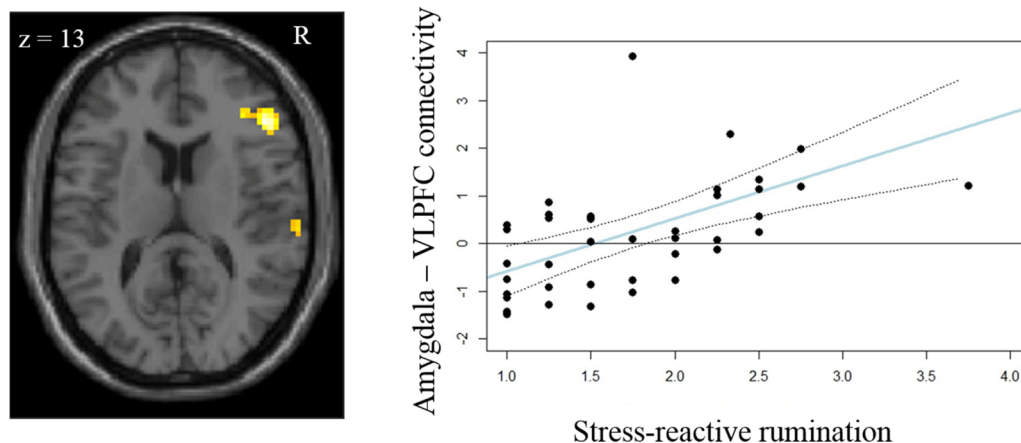 z = 13
R
Amygdala – VLPFC connectivity
4
3
2
1
0
-1
-2
1.0 1.5 2.0 2.5 3.0 3.5 4.0
Stress-reactive rumination